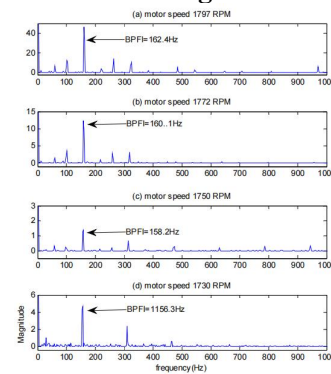 (a) motor speed 1797 RPM
40
20
0
BPFI=162.4Hz
0 100 200 300 400 500 600 700 800 900 1000
(b) motor speed 1772 RPM
15
10
5
0
BPFI=160..1Hz
0 100 200 300 400 500 600 700 800 900 1000
(c) motor speed 1750 RPM
3
2
1
0
BPFI=158.2Hz
0 100 200 300 400 500 600 700 800 900 1000
(d) motor speed 1730 RPM
6
4
2
0
Magnitude
BPFI=1156.3Hz
0 100 200 300 400 500 600 700 800 900 1000
frequency(Hz)